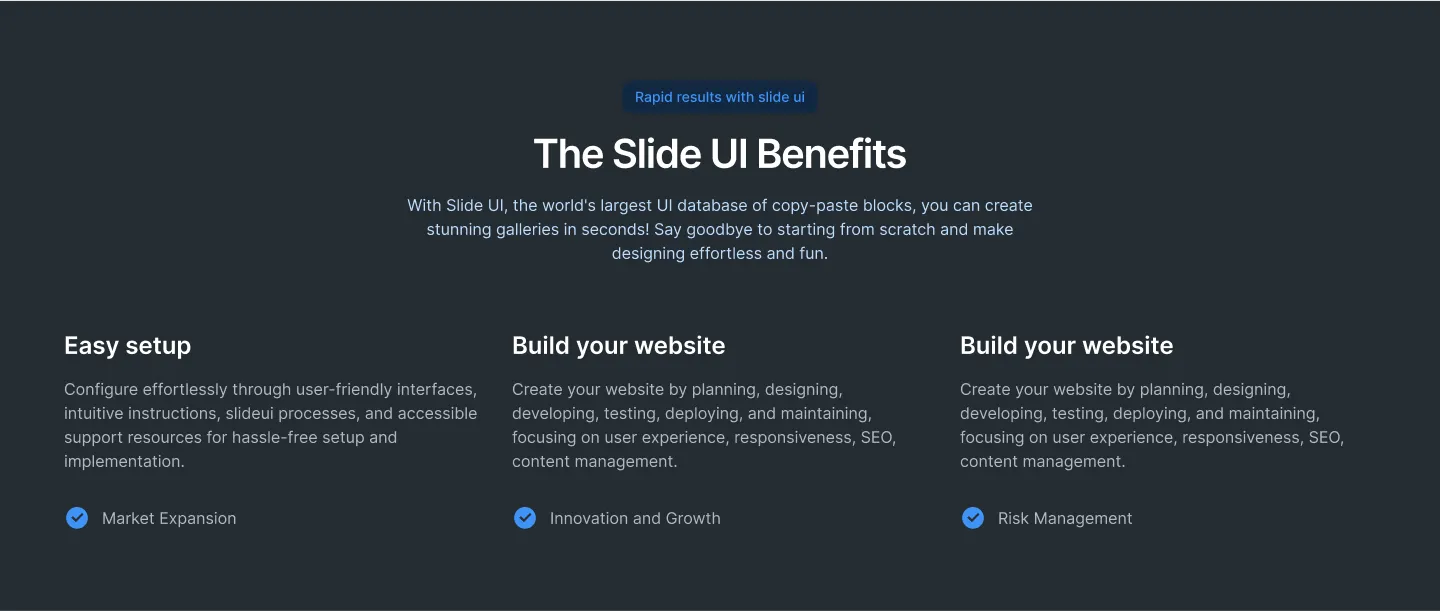 Rapid results with slide ui
The Slide UI Benefits
With Slide UI, the world's largest UI database of copy-paste blocks, you can create
stunning galleries in seconds! Say goodbye to starting from scratch and make
designing effortless and fun.
Easy setup
Configure effortlessly through user-friendly interfaces,
intuitive instructions, slideui processes, and accessible
support resources for hassle-free setup and
implementation.
Market Expansion
Build your website
Create your website by planning, designing,
developing, testing, deploying, and maintaining,
focusing on user experience, responsiveness, SEO,
content management.
Innovation and Growth
Build your website
Create your website by planning, designing,
developing, testing, deploying, and maintaining,
focusing on user experience, responsiveness, SEO,
content management.
Risk Management